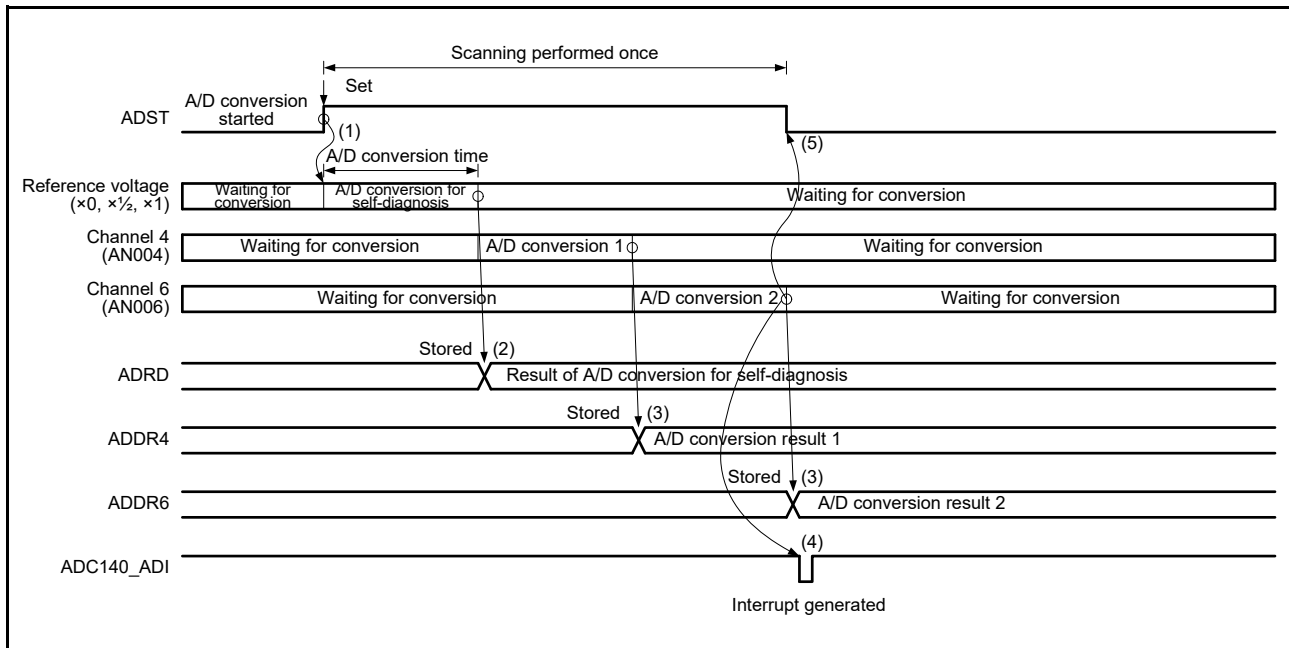 Scanning performed once
Set
A/D conversion
started
ADST
(1)
(5)
A/D conversion time
Reference voltage
(×0, ×½, ×1)
Waiting for
conversion
A/D conversion for
self-diagnosis
Waiting for conversion
Channel 4
(AN004)
Waiting for conversion
A/D conversion 1
Waiting for conversion
Channel 6
(AN006)
Waiting for conversion
A/D conversion 2
Waiting for conversion
Stored
(2)
ADRD
Result of A/D conversion for self-diagnosis
Stored
(3)
ADDR4
A/D conversion result 1
Stored
(3)
ADDR6
A/D conversion result 2
(4)
ADC140_ADI
Interrupt generated